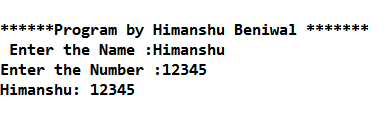 ******Program by Himanshu Beniwal *******
Enter the Name :Himanshu
Enter the Number :12345
Himanshu: 12345